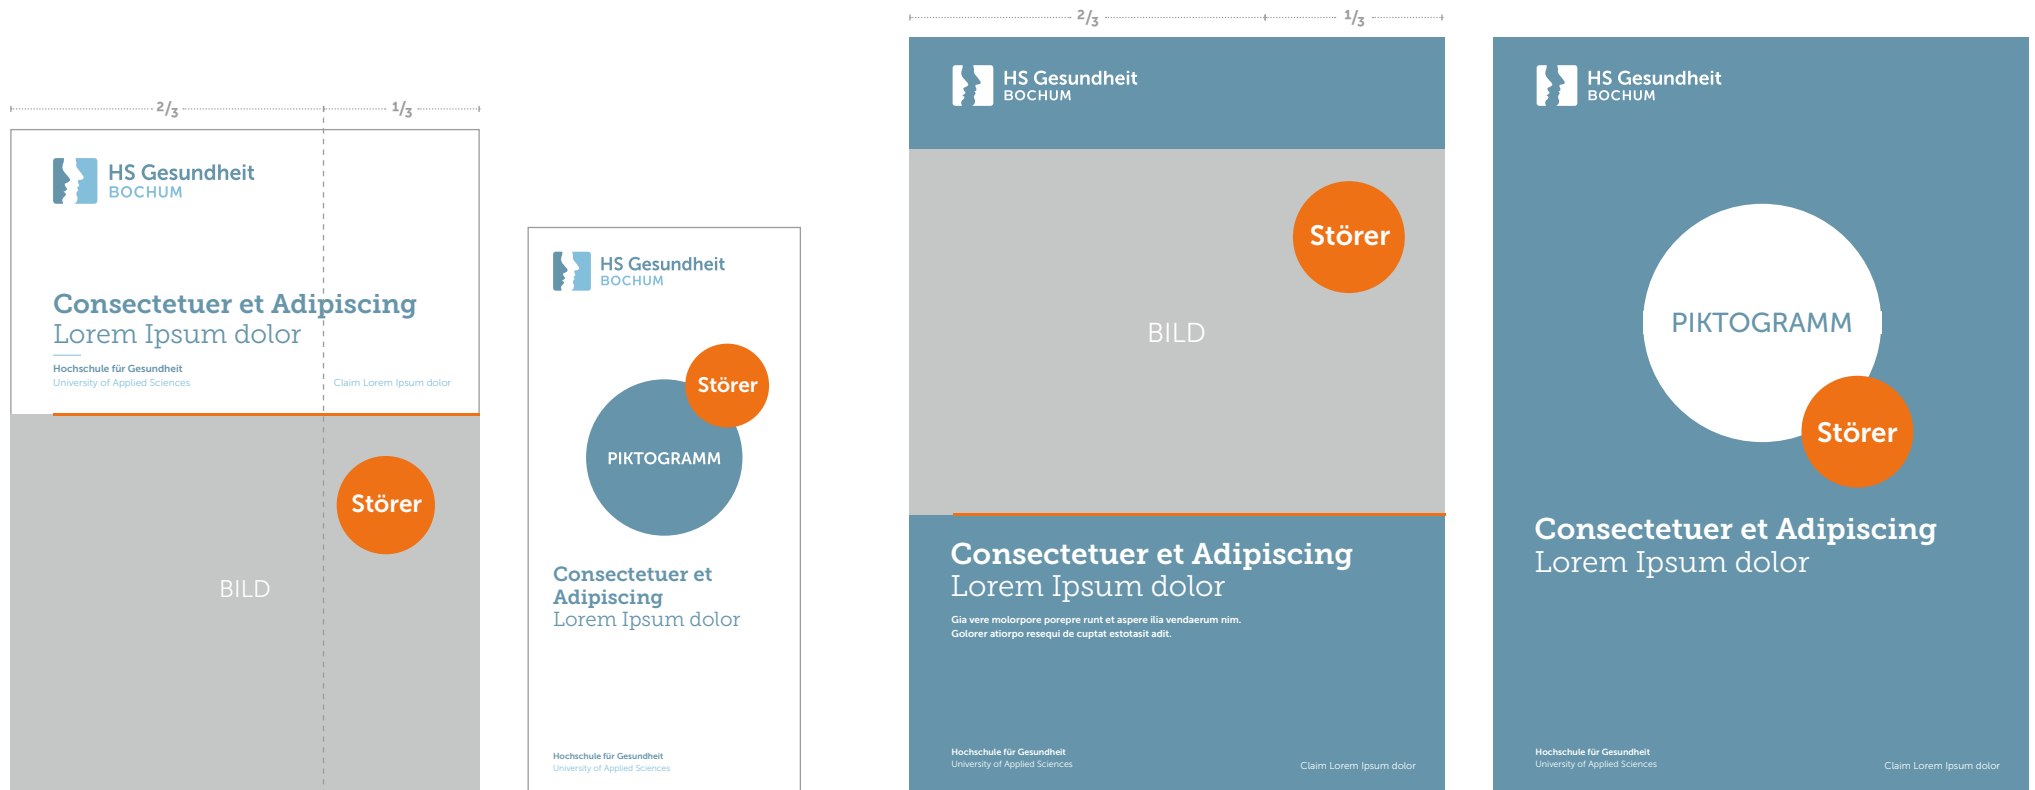 2/3
1/3
HS Gesundheit
BOCHUM
Consectetuer et Adipiscing
Lorem Ipsum dolor
Hochschule für Gesundheit
University of Applied Sciences
Claim Lorem Ipsum dolor
Störer
BILD
HS Gesundheit
BOCHUM
Störer
PIKTOGRAMM
Consectetuer et
Adipiscing
Lorem Ipsum dolor
Hochschule für Gesundheit
University of Applied Sciences
2/3
1/3
HS Gesundheit
BOCHUM
Störer
BILD
Consectetuer et Adipiscing
Lorem Ipsum dolor
Gia vere molorpore porepre runt et aspere ilia vendaerum nim.
Golorer atiorpo resequi de cuptat estotasit adit.
Hochschule für Gesundheit
University of Applied Sciences
Claim Lorem Ipsum dolor
HS Gesundheit
BOCHUM
PIKTOGRAMM
Störer
Consectetuer et Adipiscing
Lorem Ipsum dolor
Hochschule für Gesundheit
University of Applied Sciences
Claim Lorem Ipsum dolor